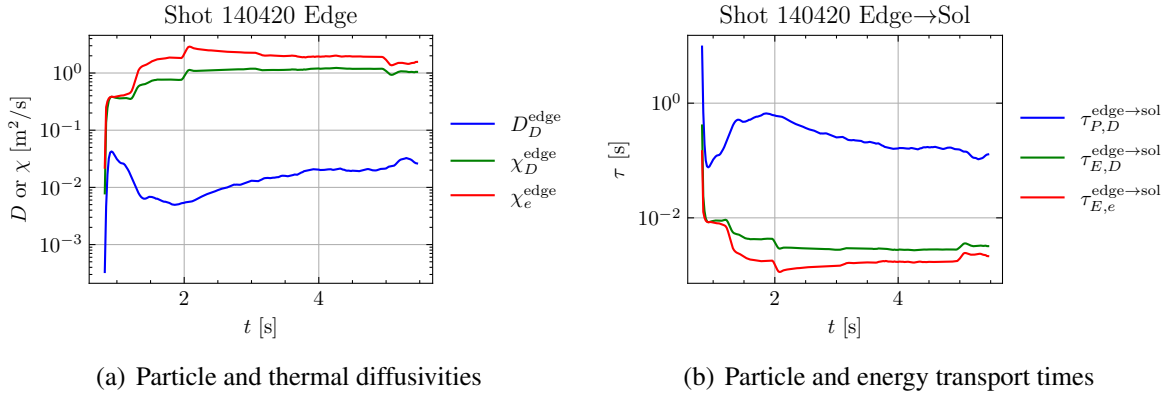 Shot 140420 Edge
10⁰
10⁻¹
10⁻²
10⁻³
D or χ [m²/s]
2
4
t [s]
D_D^edge
χ_D^edge
χ_e^edge
(a) Particle and thermal diffusivities
Shot 140420 Edge→Sol
10⁰
10⁻²
τ [s]
2
4
t [s]
τ_{P,D}^{edge→sol}
τ_{E,D}^{edge→sol}
τ_{E,e}^{edge→sol}
(b) Particle and energy transport times